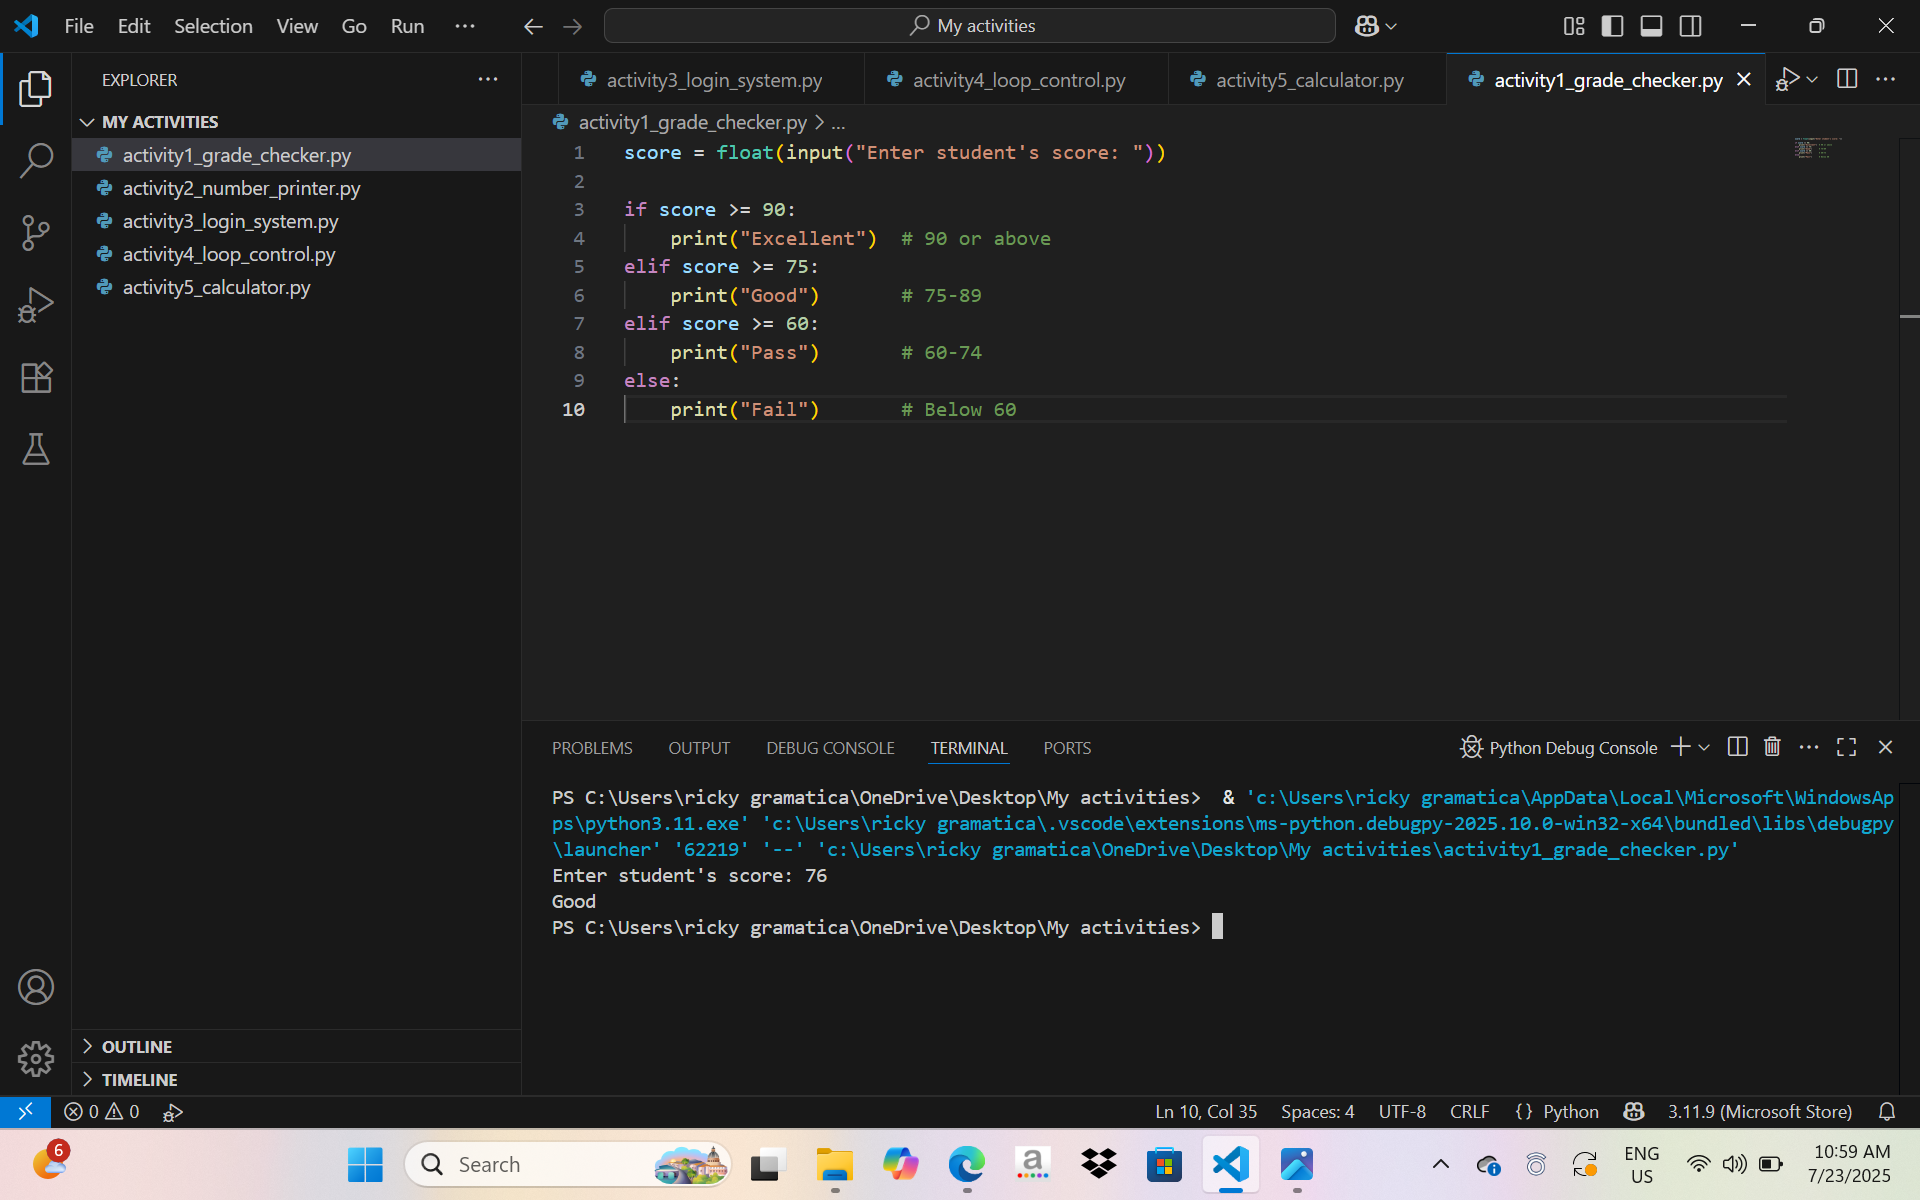 File Edit Selection View Go Run ···
My activities
EXPLORER
MY ACTIVITIES
activity1_grade_checker.py
activity2_number_printer.py
activity3_login_system.py
activity4_loop_control.py
activity5_calculator.py
OUTLINE
TIMELINE
activity3_login_system.py activity4_loop_control.py activity5_calculator.py activity1_grade_checker.py
activity1_grade_checker.py > ...
1 score = float(input("Enter student's score: "))
2
3 if score >= 90:
4     print("Excellent")  # 90 or above
5 elif score >= 75:
6     print("Good")       # 75-89
7 elif score >= 60:
8     print("Pass")       # 60-74
9 else:
10     print("Fail")       # Below 60
PROBLEMS OUTPUT DEBUG CONSOLE TERMINAL PORTS
Python Debug Console
PS C:\Users\ricky gramatica\OneDrive\Desktop\My activities>  & 'c:\Users\ricky gramatica\AppData\Local\Microsoft\WindowsAp
ps\python3.11.exe' 'c:\Users\ricky gramatica\.vscode\extensions\ms-python.debugpy-2025.10.0-win32-x64\bundled\libs\debugpy
\launcher' '62219' '--' 'c:\Users\ricky gramatica\OneDrive\Desktop\My activities\activity1_grade_checker.py'
Enter student's score: 76
Good
PS C:\Users\ricky gramatica\OneDrive\Desktop\My activities>
0 0
Ln 10, Col 35 Spaces: 4 UTF-8 CRLF {} Python 3.11.9 (Microsoft Store)
6
Search
a
ENG
US
10:59 AM
7/23/2025